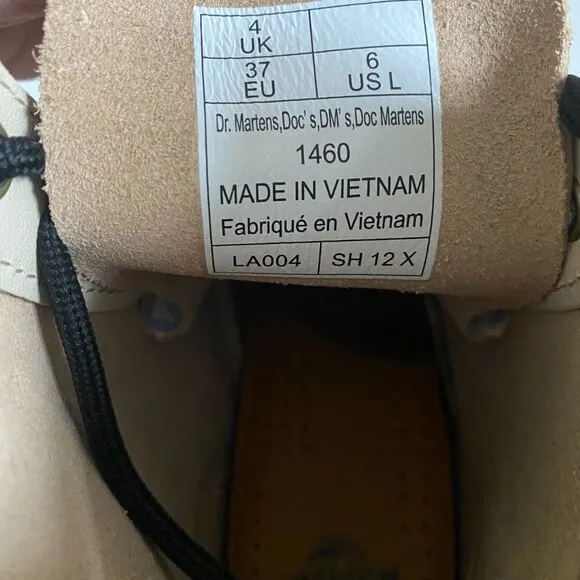 4
UK
37
EU
6
US L
Dr. Martens,Doc's,DM's,Doc Martens
1460
MADE IN VIETNAM
Fabriqué en Vietnam
LA004 SH 12 X